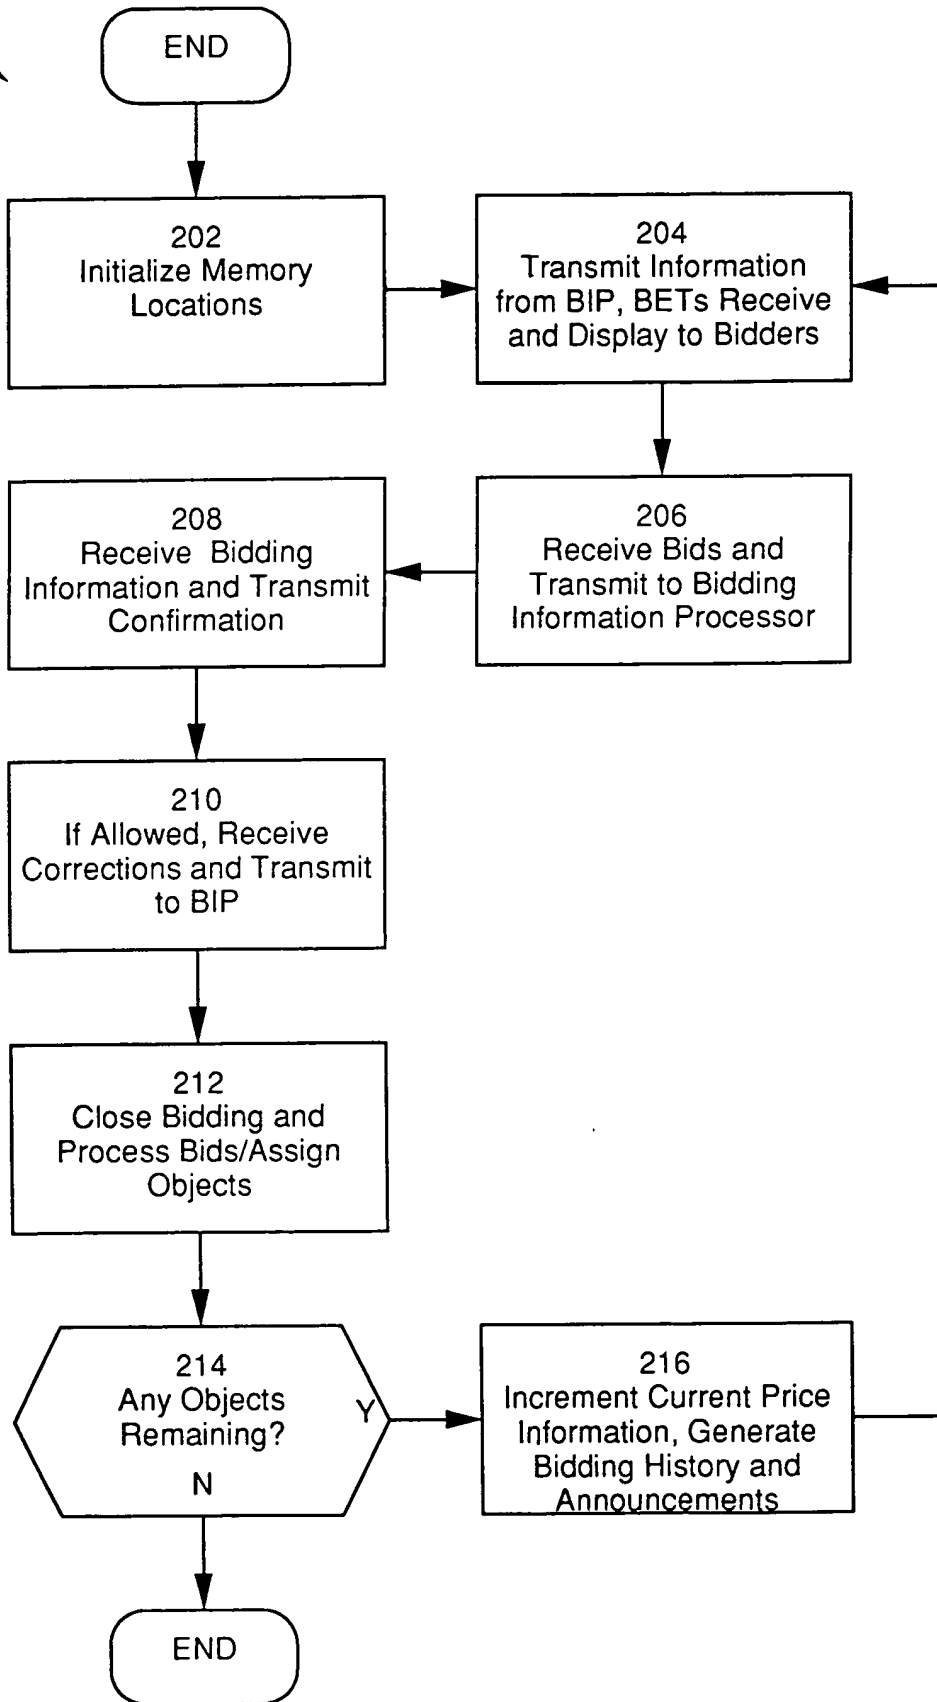 END
202
Initialize Memory
Locations
204
Transmit Information
from BIP, BETs Receive
and Display to Bidders
206
Receive Bids and
Transmit to Bidding
Information Processor
208
Receive Bidding
Information and Transmit
Confirmation
210
If Allowed, Receive
Corrections and Transmit
to BIP
212
Close Bidding and
Process Bids/Assign
Objects
214
Any Objects
Remaining?
Y
N
216
Increment Current Price
Information, Generate
Bidding History and
Announcements
END